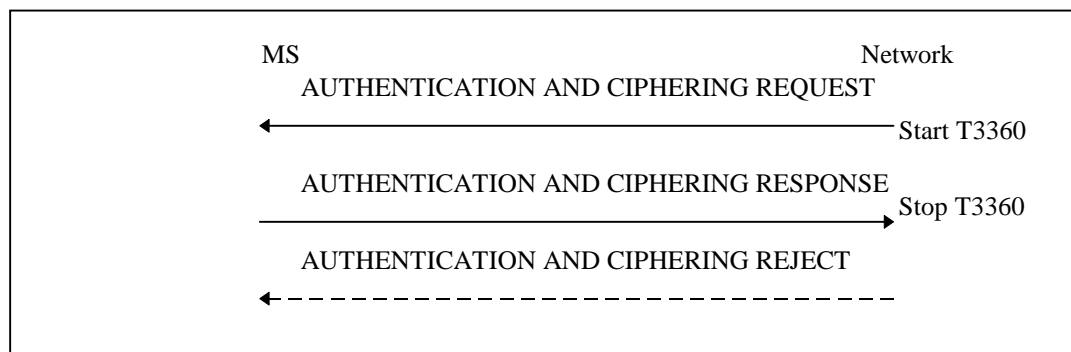 MS Network
AUTHENTICATION AND CIPHERING REQUEST
Start T3360
AUTHENTICATION AND CIPHERING RESPONSE
Stop T3360
AUTHENTICATION AND CIPHERING REJECT